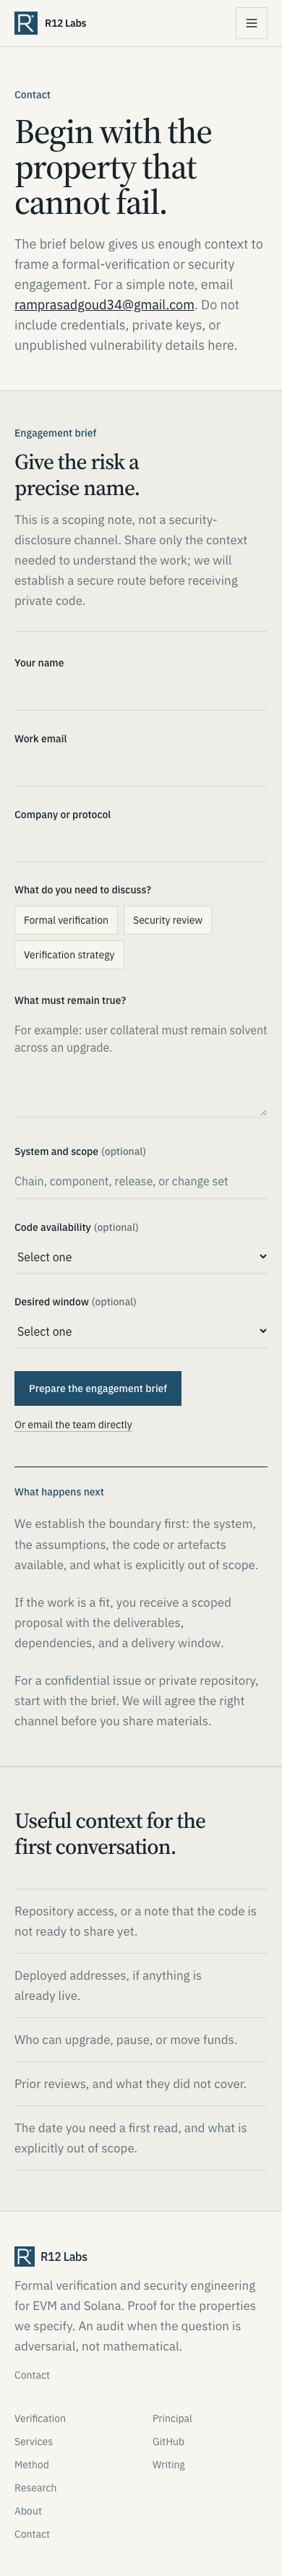 R12 Labs
Contact
Begin with the
property that
cannot fail.
The brief below gives us enough context to
frame a formal-verification or security
engagement. For a simple note, email
ramprasadgoud34@gmail.com. Do not
include credentials, private keys, or
unpublished vulnerability details here.
Engagement brief
Give the risk a
precise name.
This is a scoping note, not a security-
disclosure channel. Share only the context
needed to understand the work; we will
establish a secure route before receiving
private code.
Your name
Work email
Company or protocol
What do you need to discuss?
Formal verification
Security review
Verification strategy
What must remain true?
For example: user collateral must remain solvent
across an upgrade.
System and scope (optional)
Chain, component, release, or change set
Code availability (optional)
Select one
Desired window (optional)
Select one
Prepare the engagement brief
Or email the team directly
What happens next
We establish the boundary first: the system,
the assumptions, the code or artefacts
available, and what is explicitly out of scope.
If the work is a fit, you receive a scoped
proposal with the deliverables,
dependencies, and a delivery window.
For a confidential issue or private repository,
start with the brief. We will agree the right
channel before you share materials.
Useful context for the
first conversation.
Repository access, or a note that the code is
not ready to share yet.
Deployed addresses, if anything is
already live.
Who can upgrade, pause, or move funds.
Prior reviews, and what they did not cover.
The date you need a first read, and what is
explicitly out of scope.
R12 Labs
Formal verification and security engineering
for EVM and Solana. Proof for the properties
we specify. An audit when the question is
adversarial, not mathematical.
Contact
Verification
Services
Method
Research
About
Contact
Principal
GitHub
Writing